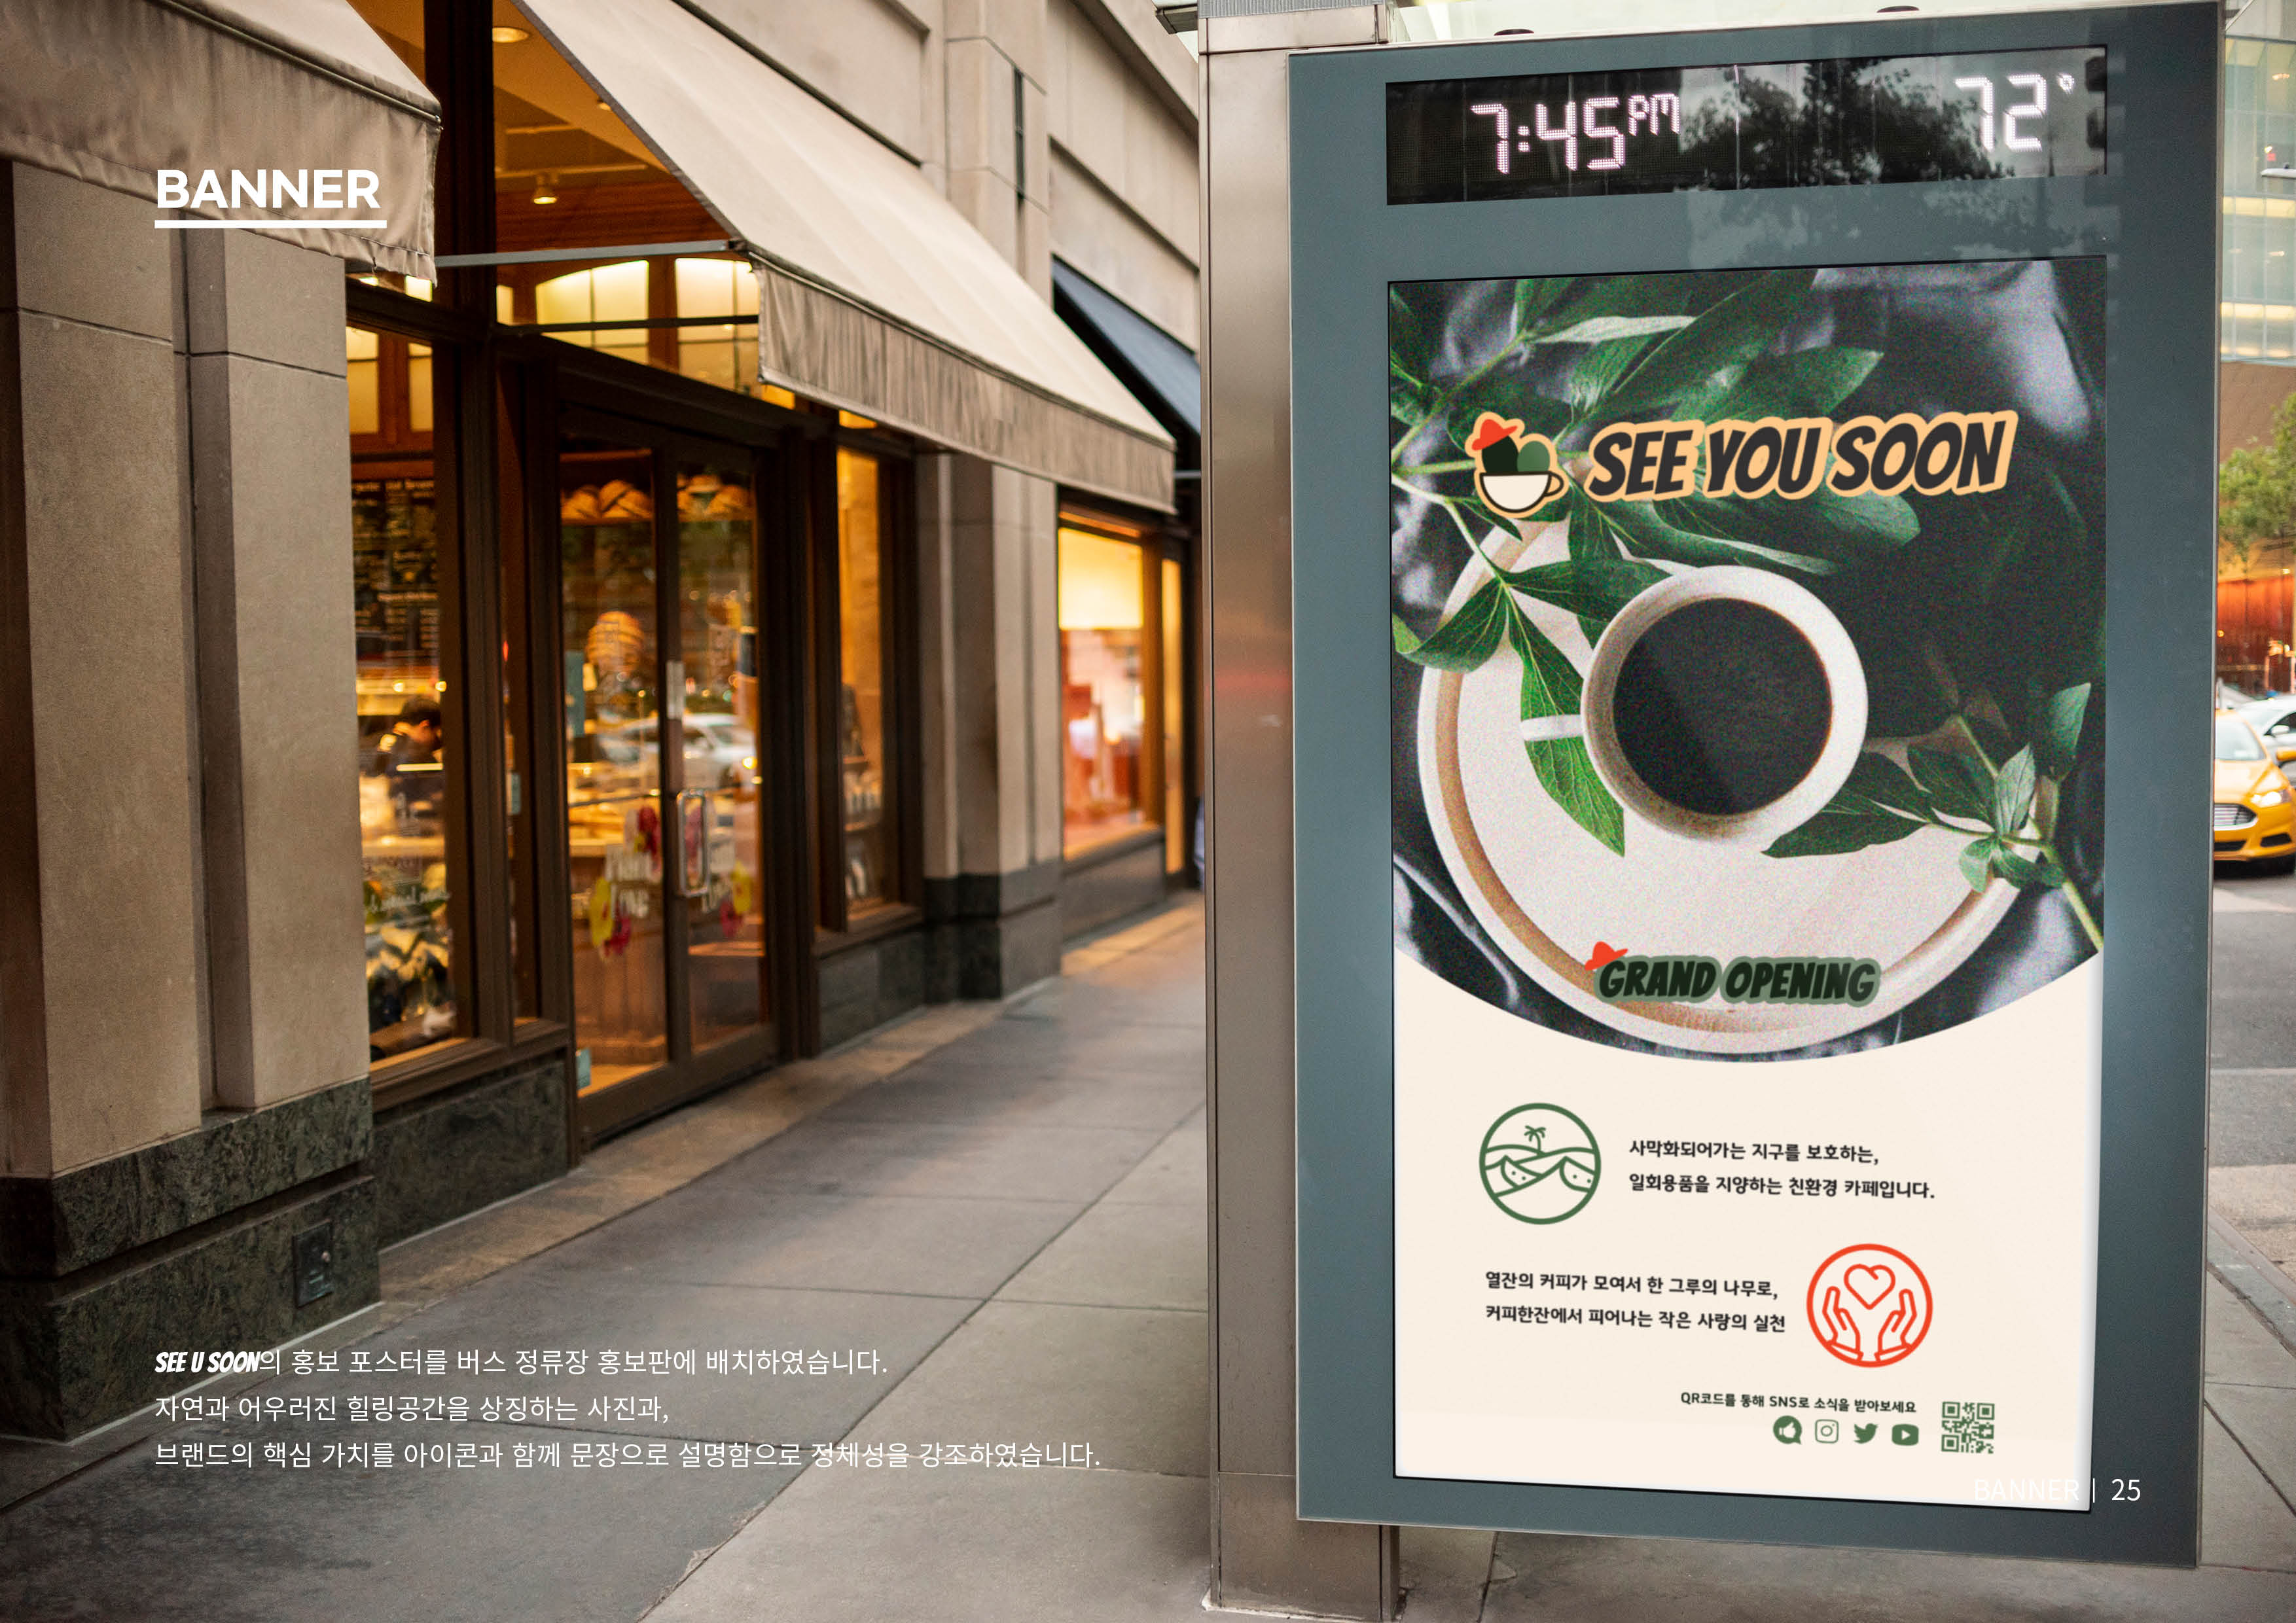 BANNER
7:45 PM
72°
SEE YOU SOON
GRAND OPENING
사막화되어가는 지구를 보호하는,
일회용품을 지양하는 친환경 카페입니다.
열잔의 커피가 모여서 한 그루의 나무로,
커피한잔에서 피어나는 작은 사랑의 실천
QR코드를 통해 SNS로 소식을 받아보세요
SEE U SOON의 홍보 포스터를 버스 정류장 홍보판에 배치하였습니다.
자연과 어우러진 힐링공간을 상징하는 사진과,
브랜드의 핵심 가치를 아이콘과 함께 문장으로 설명함으로 정체성을 강조하였습니다.
BANNER | 25